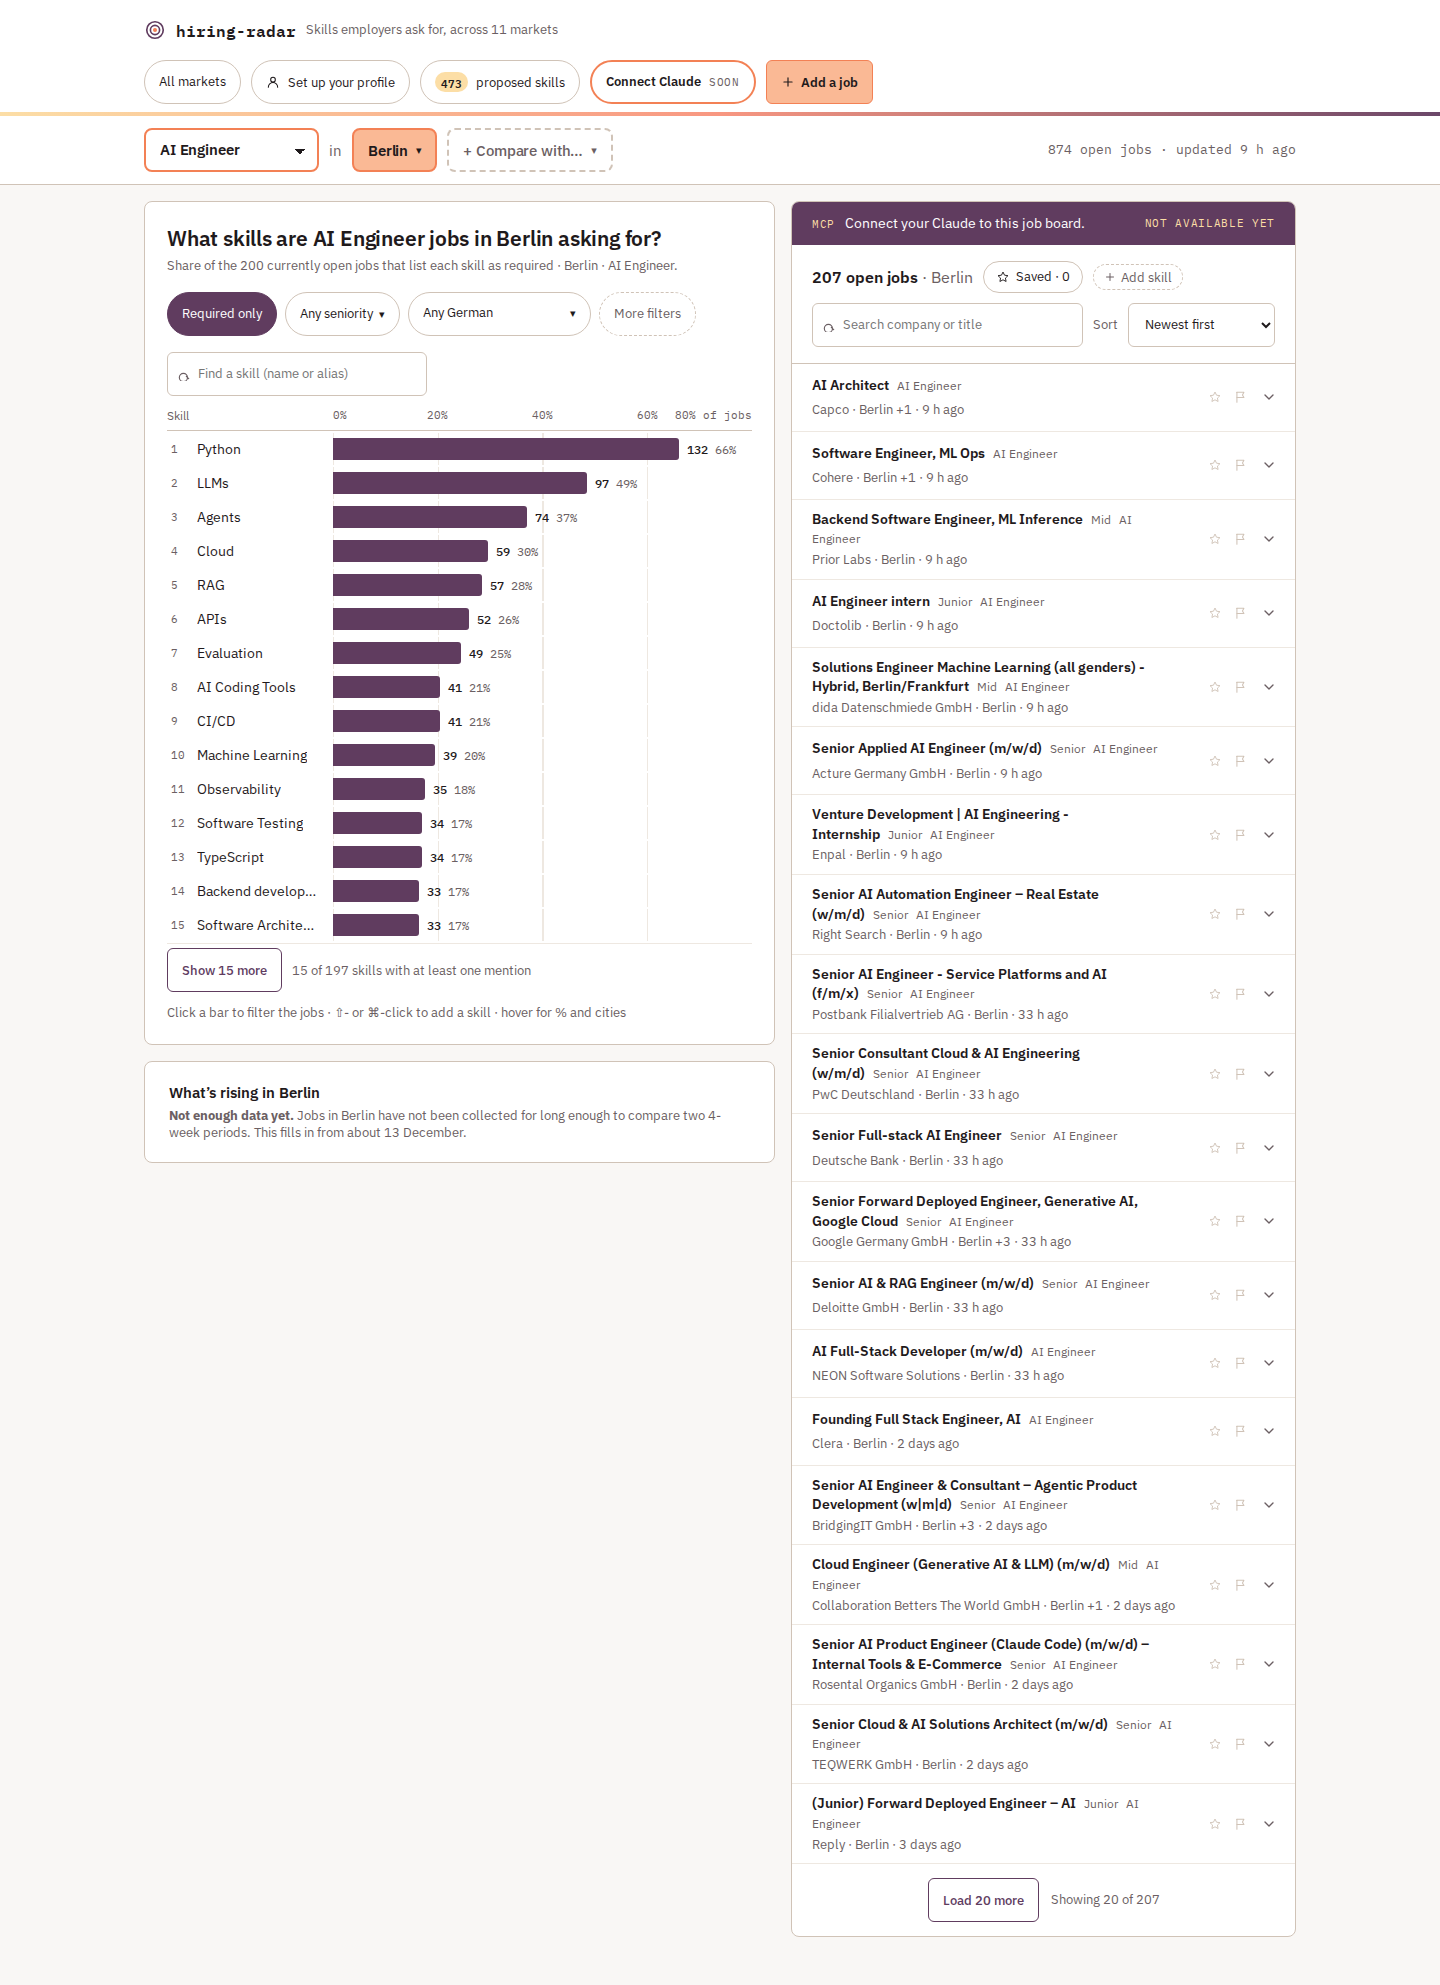 hiring-radar Skills employers ask for, across 11 markets
All markets Set up your profile 473 proposed skills Connect Claude SOON + Add a job
AI Engineer in Berlin ▾ + Compare with... ▾ 874 open jobs · updated 9 h ago
What skills are AI Engineer jobs in Berlin asking for?
Share of the 200 currently open jobs that list each skill as required · Berlin · AI Engineer.
Required only Any seniority ▾ Any German ▾ More filters
Find a skill (name or alias)
Skill 0% 20% 40% 60% 80% of jobs
1 Python 132 66%
2 LLMs 97 49%
3 Agents 74 37%
4 Cloud 59 30%
5 RAG 57 28%
6 APIs 52 26%
7 Evaluation 49 25%
8 AI Coding Tools 41 21%
9 CI/CD 41 21%
10 Machine Learning 39 20%
11 Observability 35 18%
12 Software Testing 34 17%
13 TypeScript 34 17%
14 Backend develop... 33 17%
15 Software Archite... 33 17%
Show 15 more 15 of 197 skills with at least one mention
Click a bar to filter the jobs · ⇧- or ⌘-click to add a skill · hover for % and cities
What's rising in Berlin
Not enough data yet. Jobs in Berlin have not been collected for long enough to compare two 4-
week periods. This fills in from about 13 December.
MCP Connect your Claude to this job board. NOT AVAILABLE YET
207 open jobs · Berlin Saved · 0 + Add skill
Search company or title Sort Newest first
AI Architect AI Engineer
Capco · Berlin +1 · 9 h ago
Software Engineer, ML Ops AI Engineer
Cohere · Berlin +1 · 9 h ago
Backend Software Engineer, ML Inference Mid AI
Engineer
Prior Labs · Berlin · 9 h ago
AI Engineer intern Junior AI Engineer
Doctolib · Berlin · 9 h ago
Solutions Engineer Machine Learning (all genders) -
Hybrid, Berlin/Frankfurt Mid AI Engineer
dida Datenschmiede GmbH · Berlin · 9 h ago
Senior Applied AI Engineer (m/w/d) Senior AI Engineer
Acture Germany GmbH · Berlin · 9 h ago
Venture Development | AI Engineering -
Internship Junior AI Engineer
Enpal · Berlin · 9 h ago
Senior AI Automation Engineer – Real Estate
(w/m/d) Senior AI Engineer
Right Search · Berlin · 9 h ago
Senior AI Engineer - Service Platforms and AI
(f/m/x) Senior AI Engineer
Postbank Filialvertrieb AG · Berlin · 33 h ago
Senior Consultant Cloud & AI Engineering
(w/m/d) Senior AI Engineer
PwC Deutschland · Berlin · 33 h ago
Senior Full-stack AI Engineer Senior AI Engineer
Deutsche Bank · Berlin · 33 h ago
Senior Forward Deployed Engineer, Generative AI,
Google Cloud Senior AI Engineer
Google Germany GmbH · Berlin +3 · 33 h ago
Senior AI & RAG Engineer (m/w/d) Senior AI Engineer
Deloitte GmbH · Berlin · 33 h ago
AI Full-Stack Developer (m/w/d) AI Engineer
NEON Software Solutions · Berlin · 33 h ago
Founding Full Stack Engineer, AI AI Engineer
Clera · Berlin · 2 days ago
Senior AI Engineer & Consultant – Agentic Product
Development (w|m|d) Senior AI Engineer
BridgingIT GmbH · Berlin +3 · 2 days ago
Cloud Engineer (Generative AI & LLM) (m/w/d) Mid AI
Engineer
Collaboration Betters The World GmbH · Berlin +1 · 2 days ago
Senior AI Product Engineer (Claude Code) (m/w/d) –
Internal Tools & E-Commerce Senior AI Engineer
Rosental Organics GmbH · Berlin · 2 days ago
Senior Cloud & AI Solutions Architect (m/w/d) Senior AI
Engineer
TEQWERK GmbH · Berlin · 2 days ago
(Junior) Forward Deployed Engineer – AI Junior AI
Engineer
Reply · Berlin · 3 days ago
Load 20 more Showing 20 of 207